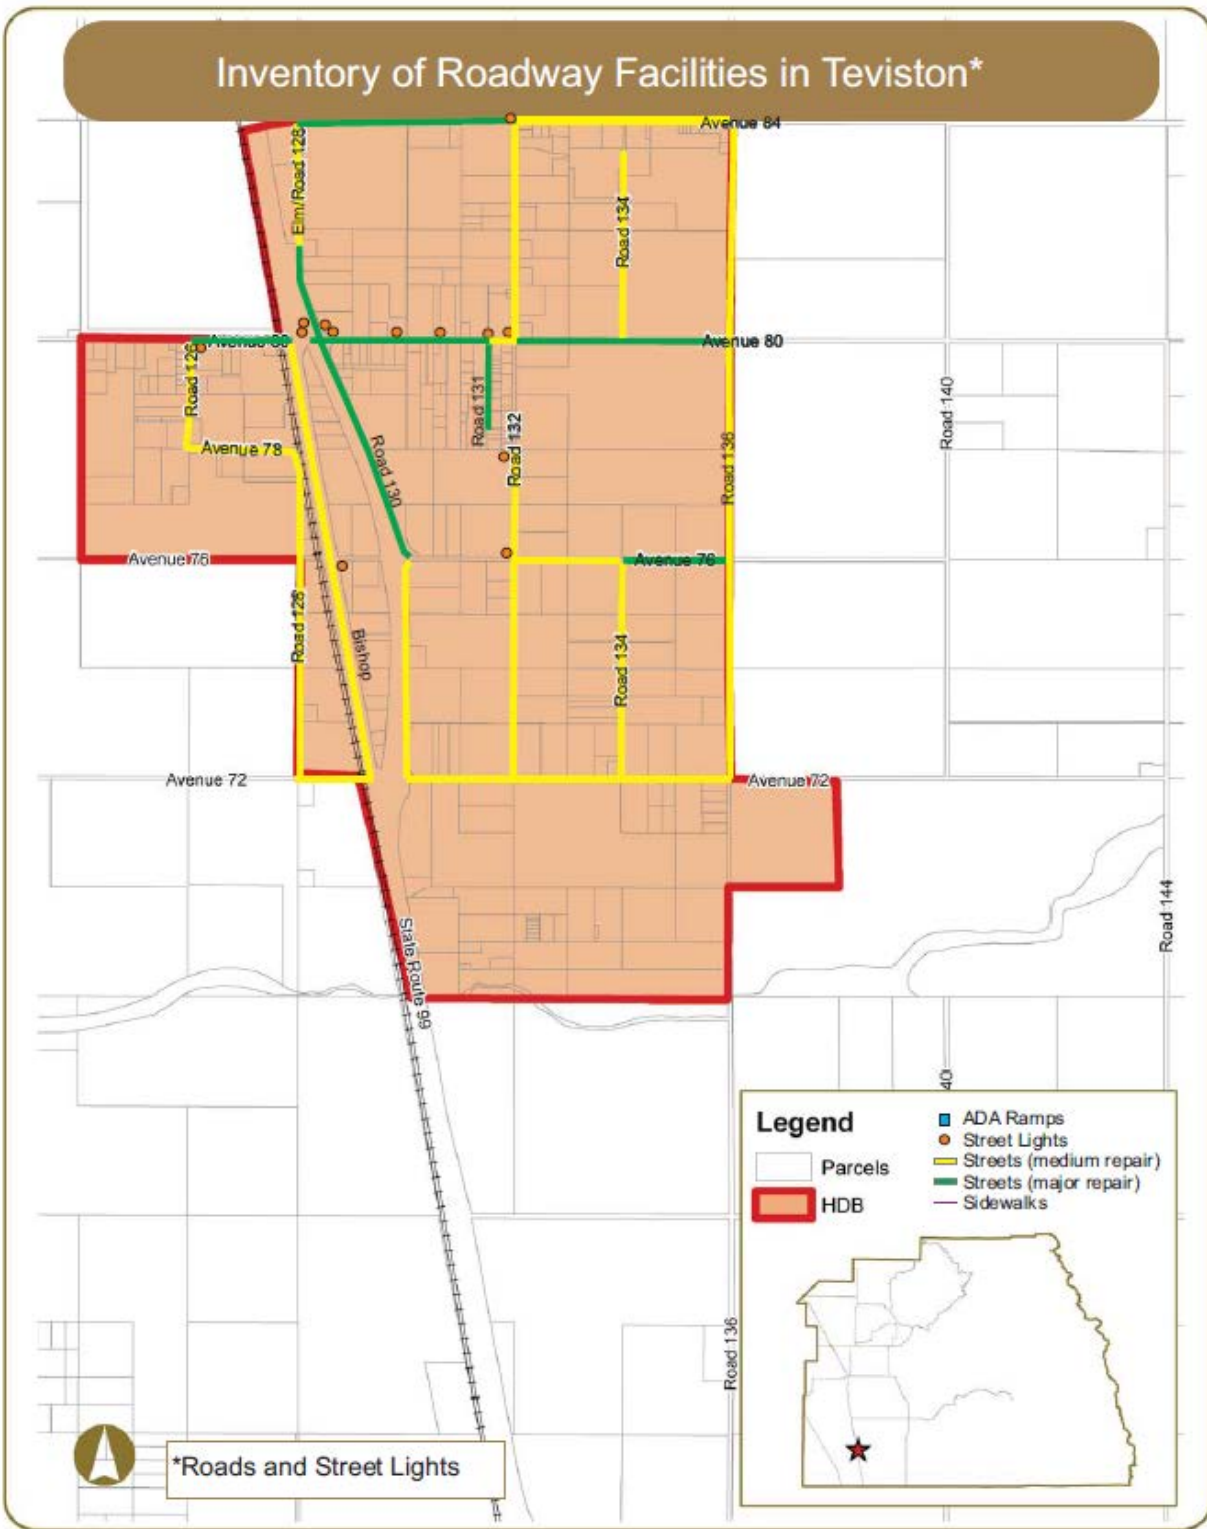 Inventory of Roadway Facilities in Teviston*
Avenue 84
Elm/Road 128
Road 134
Avenue 80
Road 126
Avenue 78
Road 131
Road 132
Road 130
Road 136
Road 140
Avenue 76
Avenue 76
Road 128
Bishop
Road 134
Avenue 72
Avenue 72
State Route 99
Road 144
40
Road 136
Legend
Parcels
HDB
ADA Ramps
Street Lights
Streets (medium repair)
Streets (major repair)
Sidewalks
*Roads and Street Lights